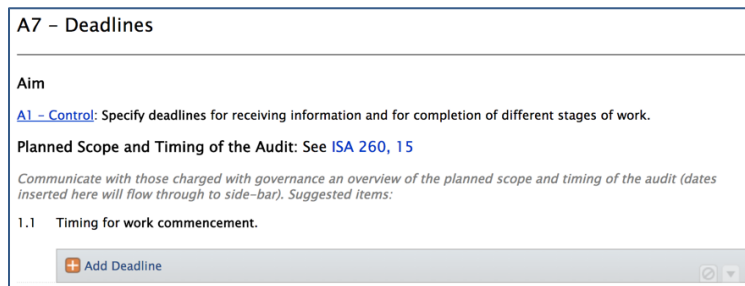 A7 – Deadlines
Aim
A1 – Control: Specify deadlines for receiving information and for completion of different stages of work.
Planned Scope and Timing of the Audit: See ISA 260, 15
Communicate with those charged with governance an overview of the planned scope and timing of the audit (dates
inserted here will flow through to side-bar). Suggested items:
1.1 Timing for work commencement.
Add Deadline